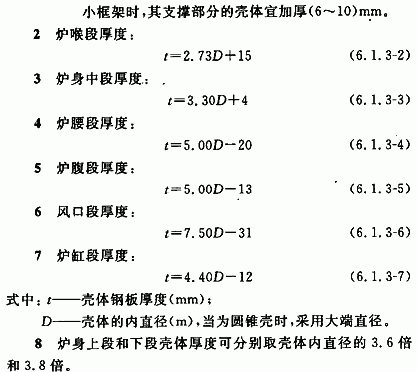 小框架时,其支撑部分的壳体宜加厚(6～10)mm。
2 炉喉段厚度:
t=2.73D+15 (6.1.3-2)
3 炉身中段厚度:
t=3.30D+4 (6.1.3-3)
4 炉腰段厚度:
t=5.00D－20 (6.1.3-4)
5 炉腹段厚度:
t=5.00D－13 (6.1.3-5)
6 风口段厚度:
t=7.50D－31 (6.1.3-6)
7 炉缸段厚度:
t=4.40D－12 (6.1.3-7)
式中:t——壳体钢板厚度(mm);
D——壳体的内直径(m),当为圆锥壳时,采用大端直径。
8 炉身上段和下段壳体厚度可分别取壳体内直径的 3.6 倍
和 3.8 倍。